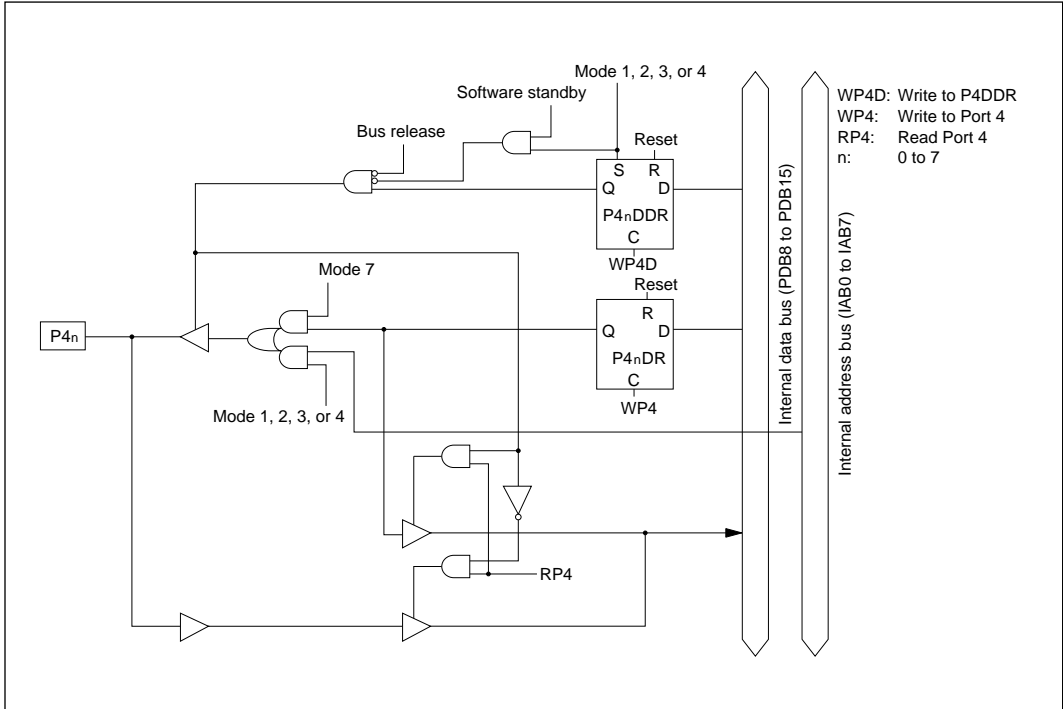 Mode 1, 2, 3, or 4
Software standby
Bus release
Reset
S R
Q D
P4nDDR
C
WP4D
Mode 7
Reset
R
Q D
P4nDR
C
WP4
P4n
Mode 1, 2, 3, or 4
RP4
Internal data bus (PDB8 to PDB15)
Internal address bus (IAB0 to IAB7)
WP4D: Write to P4DDR
WP4: Write to Port 4
RP4: Read Port 4
n: 0 to 7